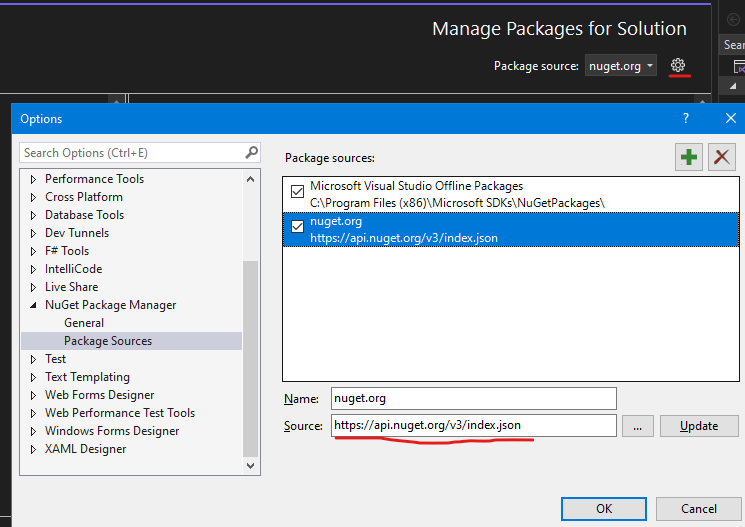 Manage Packages for Solution
Package source: nuget.org
Sear
Options
?
Search Options (Ctrl+E)
Performance Tools
Cross Platform
Database Tools
Dev Tunnels
F# Tools
IntelliCode
Live Share
NuGet Package Manager
General
Package Sources
Test
Text Templating
Web Forms Designer
Web Performance Test Tools
Windows Forms Designer
XAML Designer
Package sources:
Microsoft Visual Studio Offline Packages
C:\Program Files (x86)\Microsoft SDKs\NuGetPackages\
nuget.org
https://api.nuget.org/v3/index.json
Name: nuget.org
Source: https://api.nuget.org/v3/index.json
... Update
OK Cancel